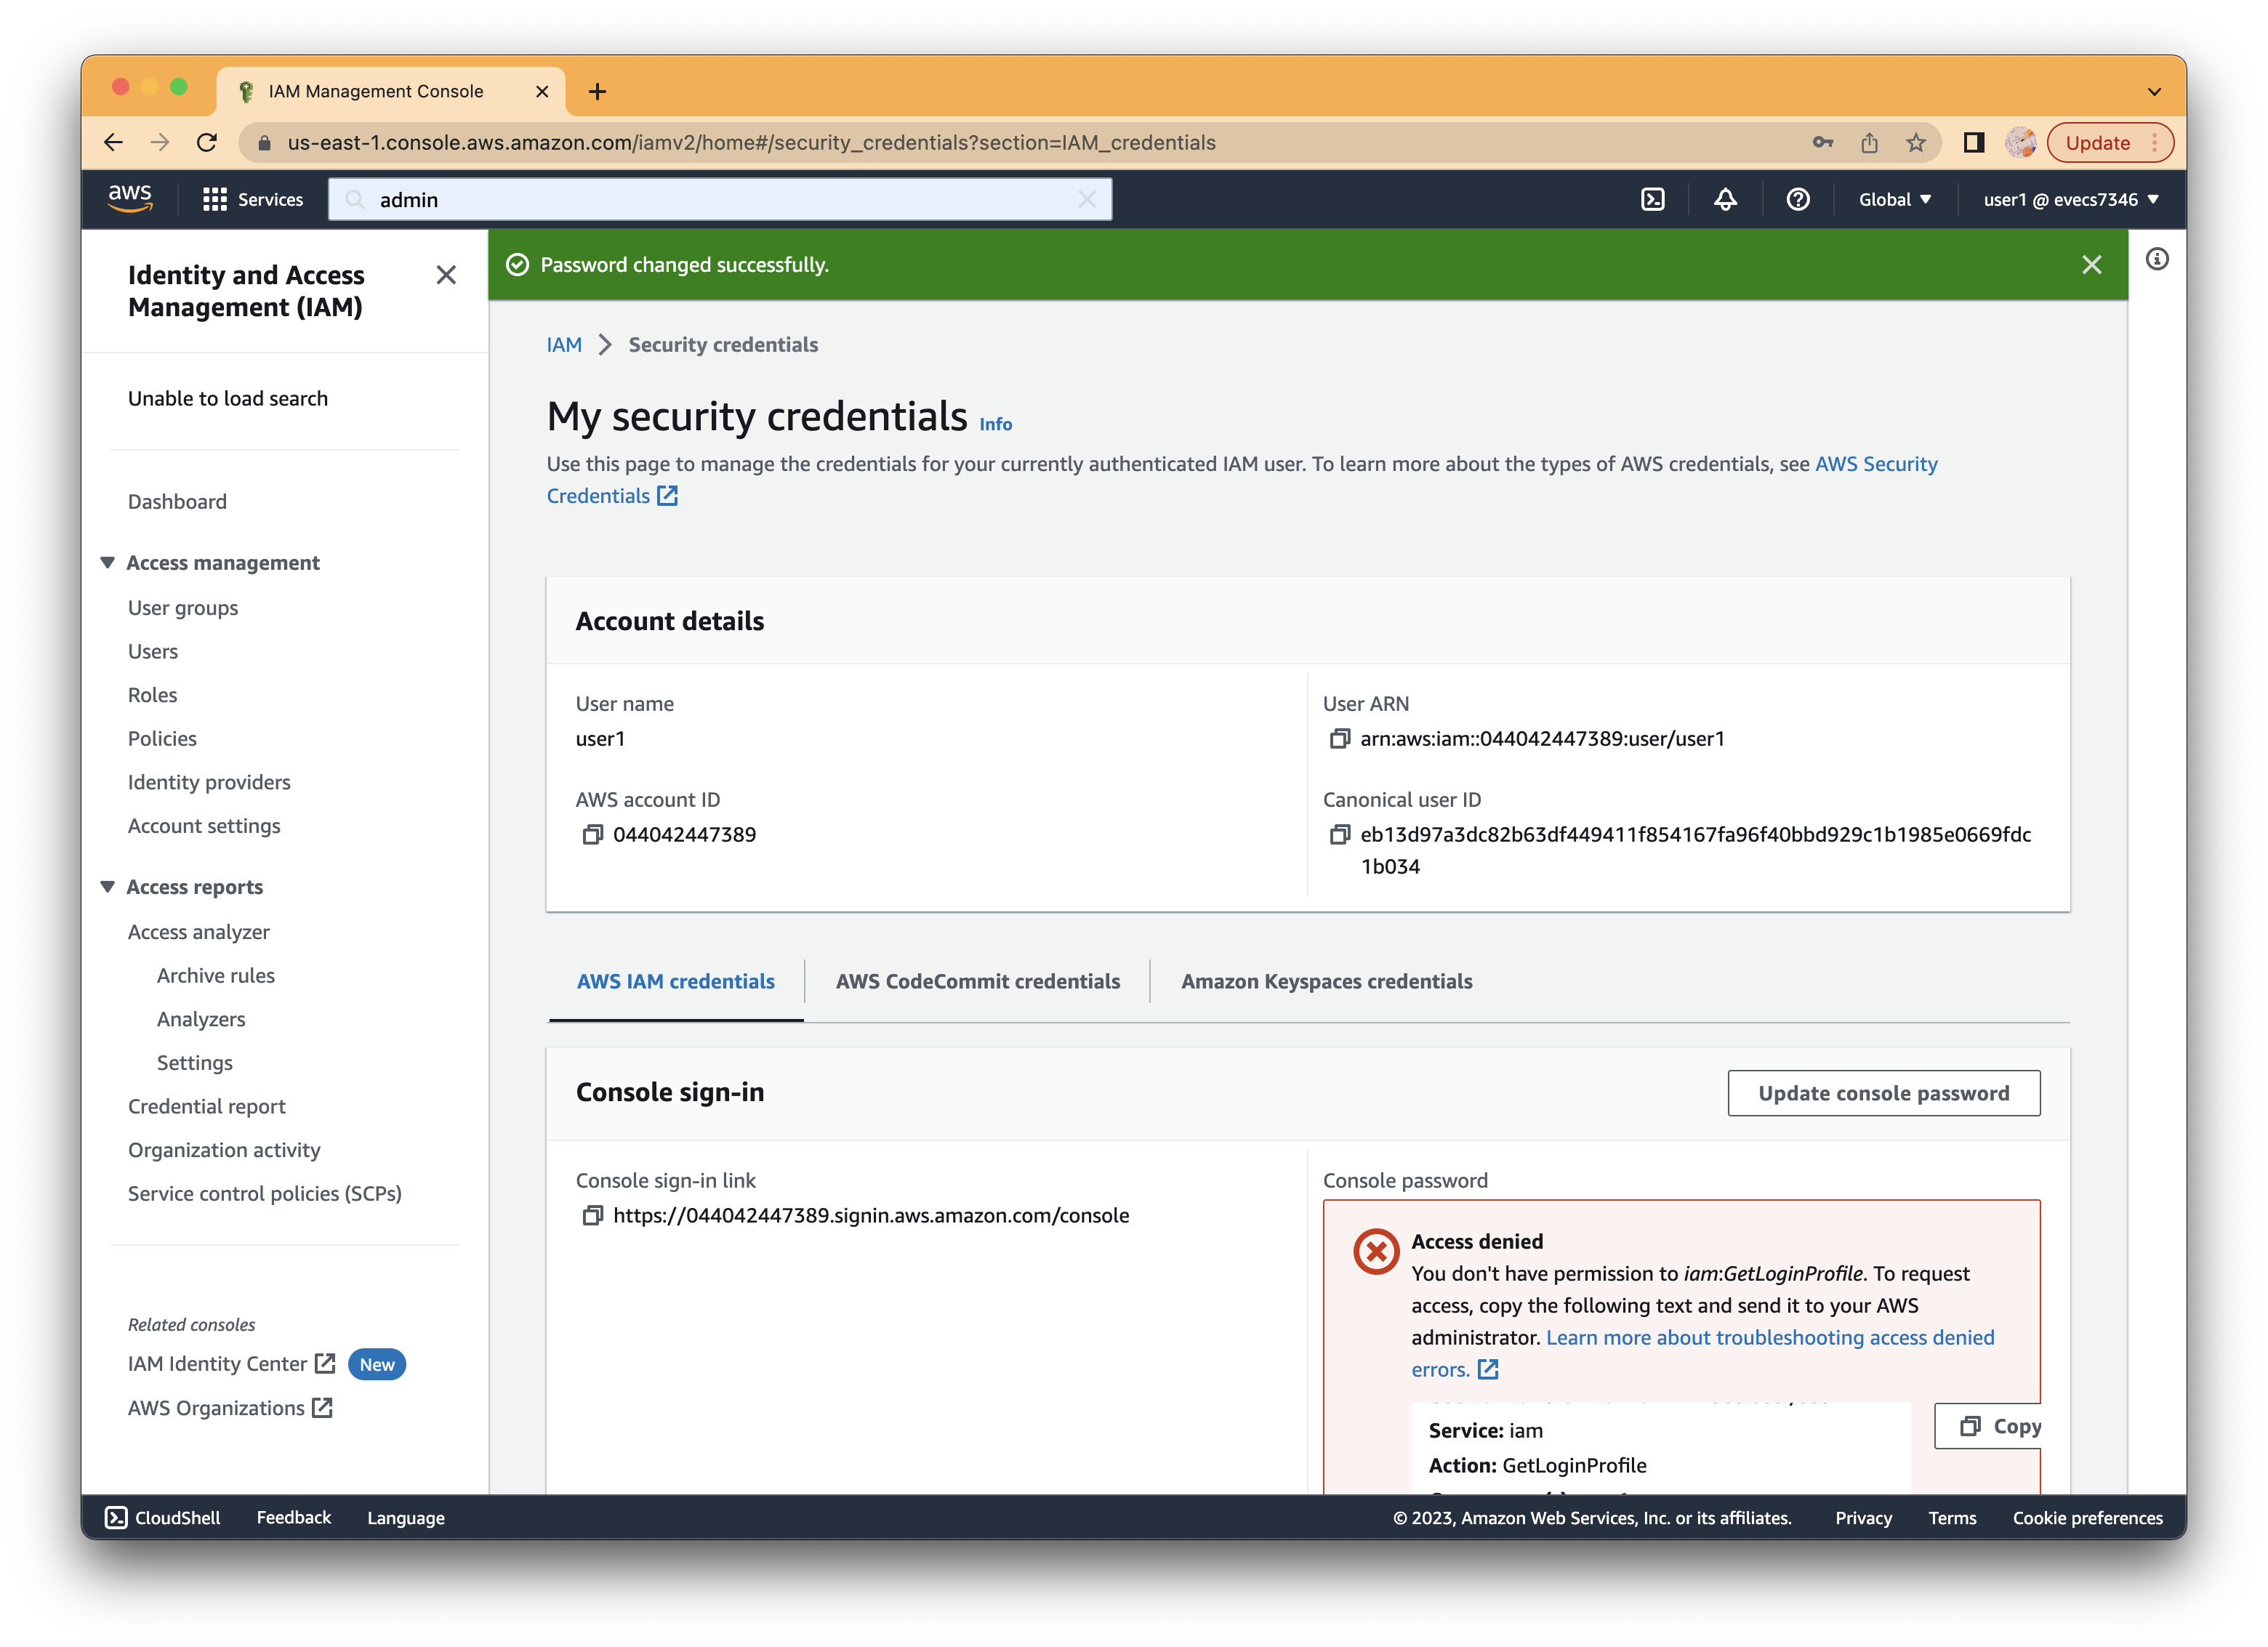 IAM Management Console
us-east-1.console.aws.amazon.com/iamv2/home#/security_credentials?section=IAM_credentials
Update
aws
Services
admin
Global
user1 @ evecs7346
Identity and Access
Management (IAM)
Unable to load search
Dashboard
Access management
User groups
Users
Roles
Policies
Identity providers
Account settings
Access reports
Access analyzer
Archive rules
Analyzers
Settings
Credential report
Organization activity
Service control policies (SCPs)
Related consoles
IAM Identity Center New
AWS Organizations
Password changed successfully.
IAM > Security credentials
My security credentials Info
Use this page to manage the credentials for your currently authenticated IAM user. To learn more about the types of AWS credentials, see AWS Security
Credentials
Account details
User name
user1
User ARN
arn:aws:iam::044042447389:user/user1
AWS account ID
044042447389
Canonical user ID
eb13d97a3dc82b63df449411f854167fa96f40bbd929c1b1985e0669fdc
1b034
AWS IAM credentials
AWS CodeCommit credentials
Amazon Keyspaces credentials
Console sign-in
Update console password
Console sign-in link
https://044042447389.signin.aws.amazon.com/console
Console password
Access denied
You don't have permission to iam:GetLoginProfile. To request
access, copy the following text and send it to your AWS
administrator. Learn more about troubleshooting access denied
errors.
Service: iam
Action: GetLoginProfile
Copy
CloudShell
Feedback
Language
© 2023, Amazon Web Services, Inc. or its affiliates.
Privacy
Terms
Cookie preferences